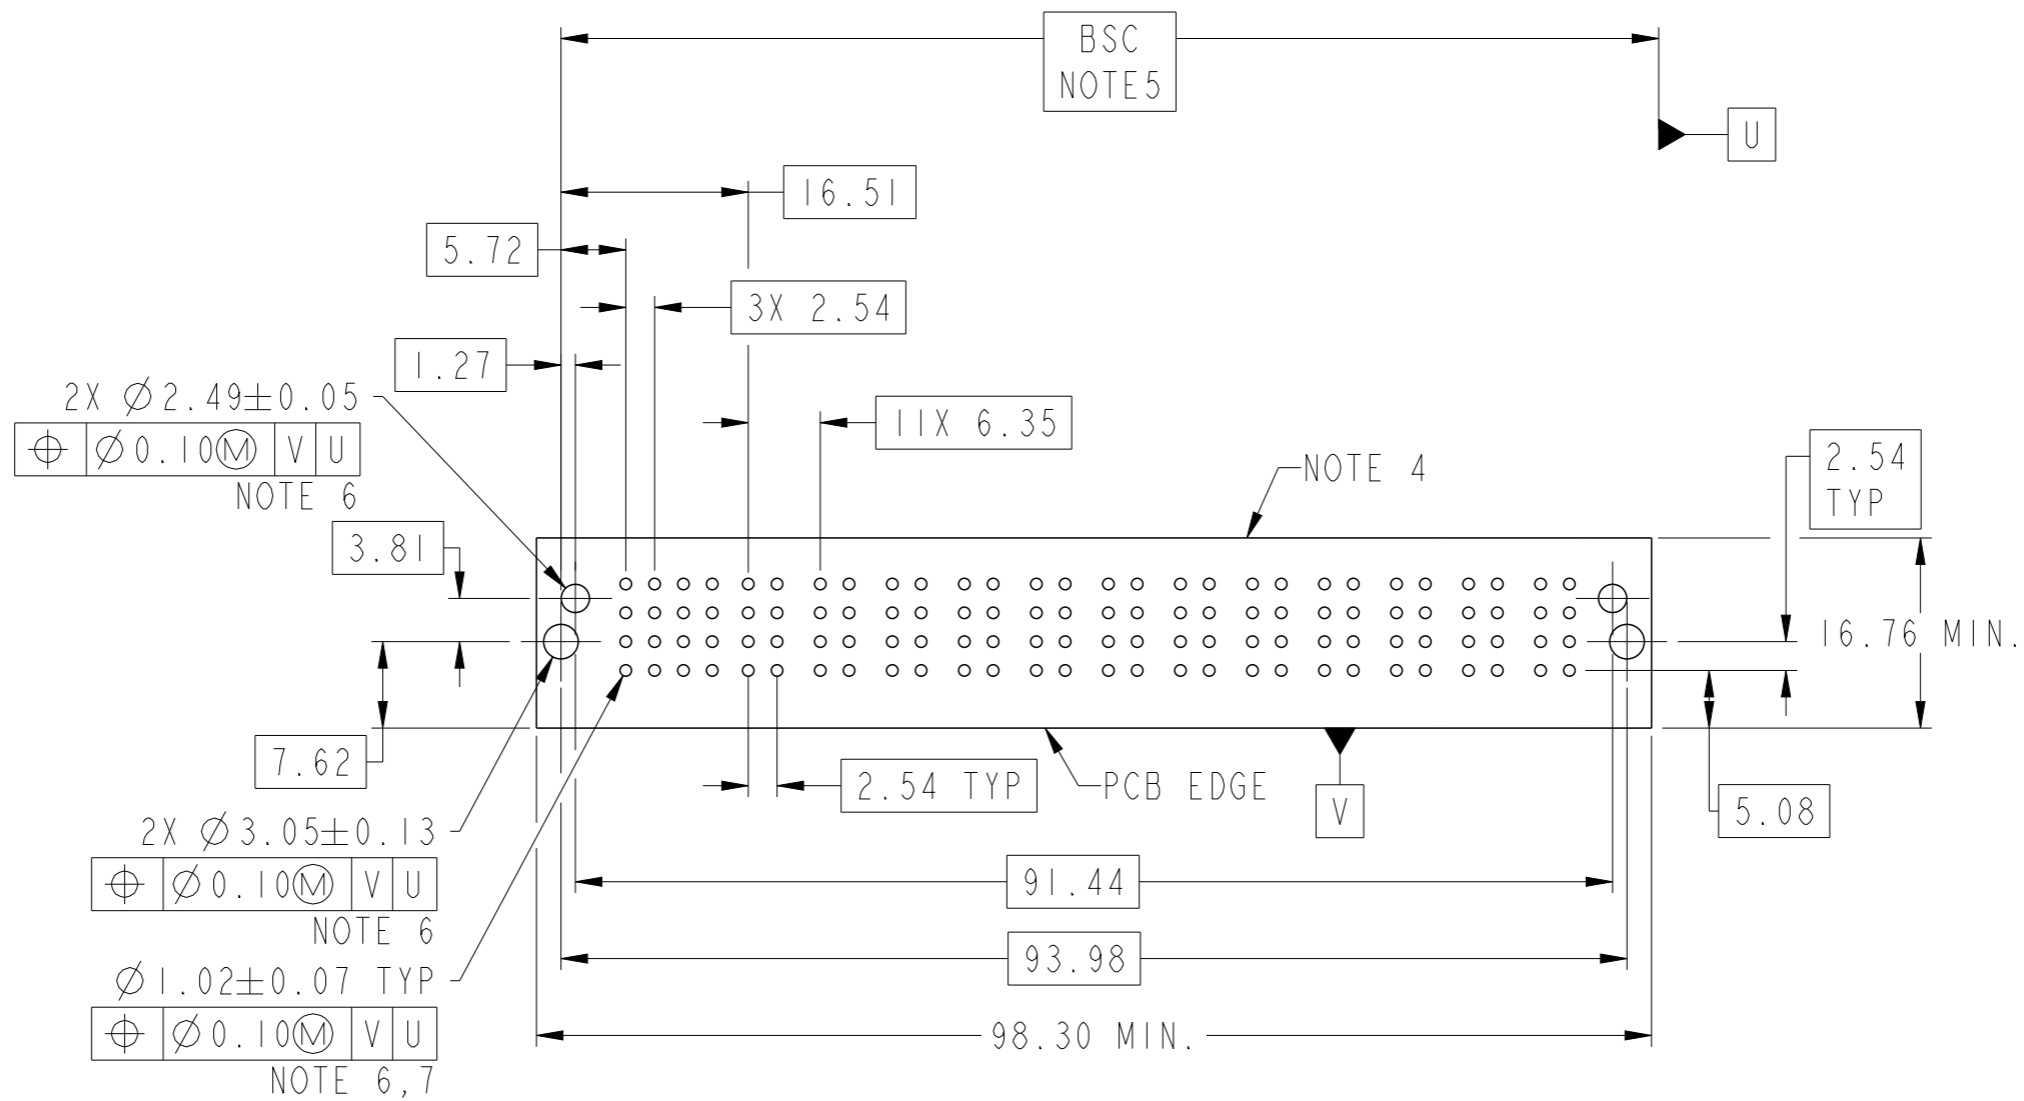 BSC
NOTE5
U
16.51
5.72
3X 2.54
1.27
2X ⌀2.49±0.05
⌖ ⌀0.10Ⓜ V U
NOTE 6
11X 6.35
NOTE 4
2.54
TYP
3.81
16.76 MIN.
7.62
2.54 TYP
PCB EDGE
V
5.08
2X ⌀3.05±0.13
⌖ ⌀0.10Ⓜ V U
NOTE 6
91.44
93.98
⌀1.02±0.07 TYP
⌖ ⌀0.10Ⓜ V U
NOTE 6,7
98.30 MIN.